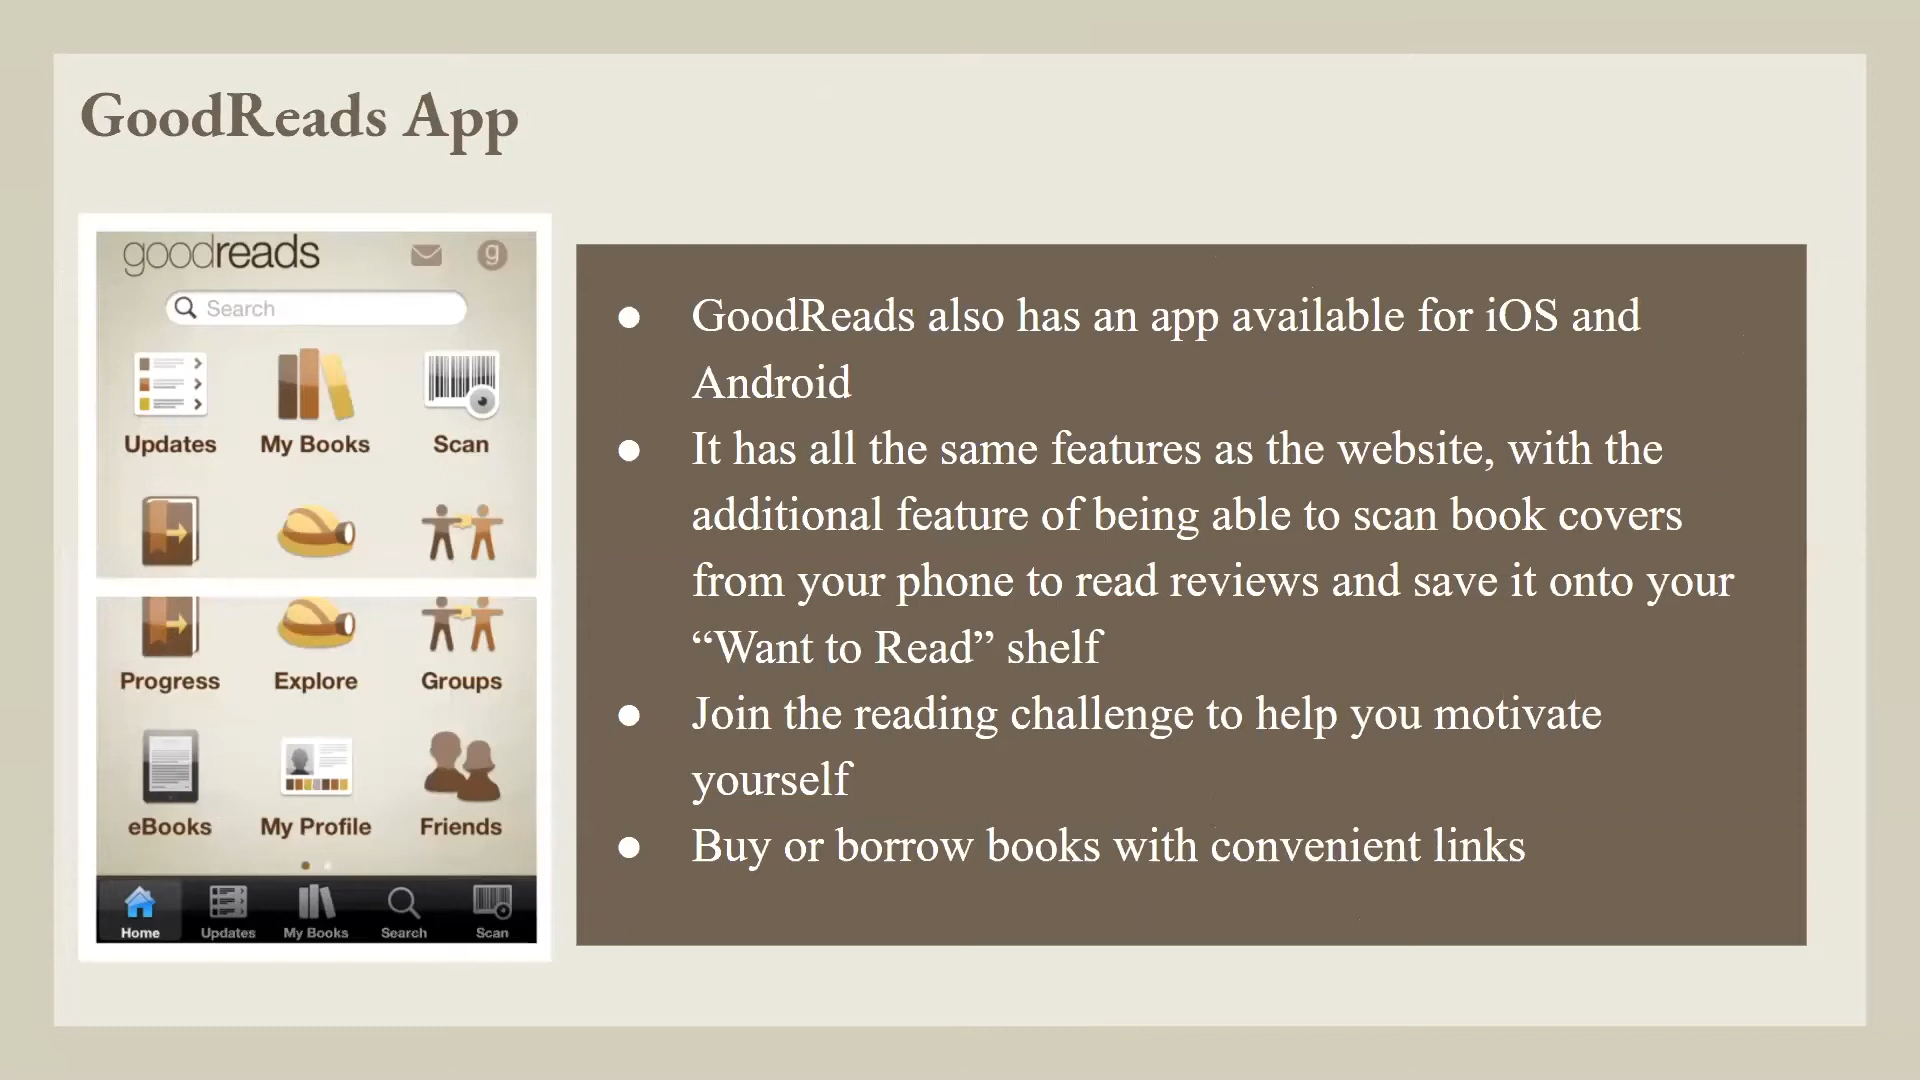 GoodReads App
goodreads
g
Search
Updates My Books Scan
Progress Explore Groups
eBooks My Profile Friends
Home Updates My Books Search Scan
● GoodReads also has an app available for iOS and
Android
● It has all the same features as the website, with the
additional feature of being able to scan book covers
from your phone to read reviews and save it onto your
“Want to Read” shelf
● Join the reading challenge to help you motivate
yourself
● Buy or borrow books with convenient links